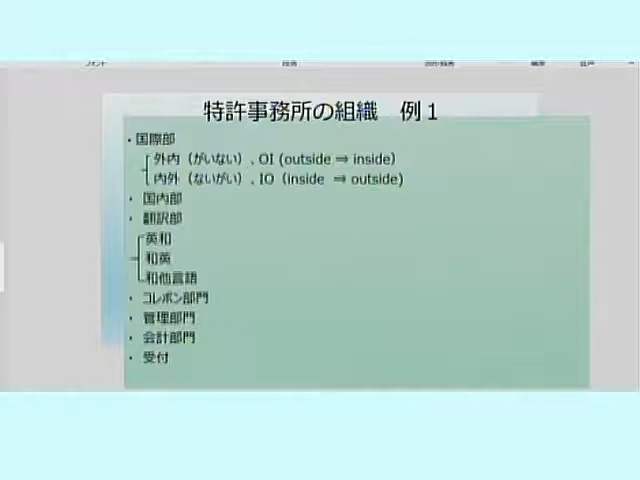 特許事務所の組織　例１
・国際部
外内（がいない）、OI (outside ⇒ inside）
内外（ないがい）、IO（inside ⇒ outside)
・ 国内部
・ 翻訳部
英和
和英
和他言語
・ コレポン部門
・ 管理部門
・ 会計部門
・ 受付